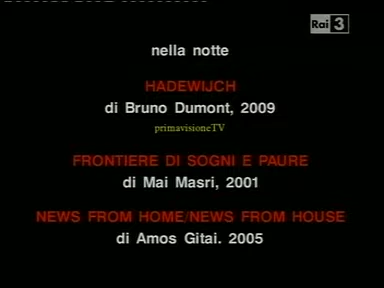 Rai 3
nella notte
HADEWIJCH
di Bruno Dumont, 2009
primavisioneTV
FRONTIERE DI SOGNI E PAURE
di Mai Masri, 2001
NEWS FROM HOME/NEWS FROM HOUSE
di Amos Gitai. 2005